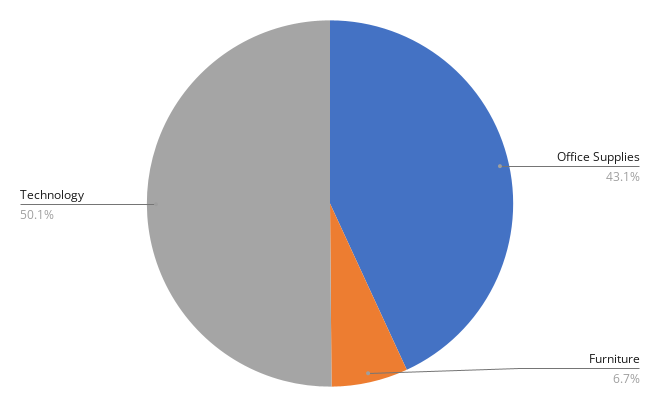 Office Supplies
43.1%
Technology
50.1%
Furniture
6.7%